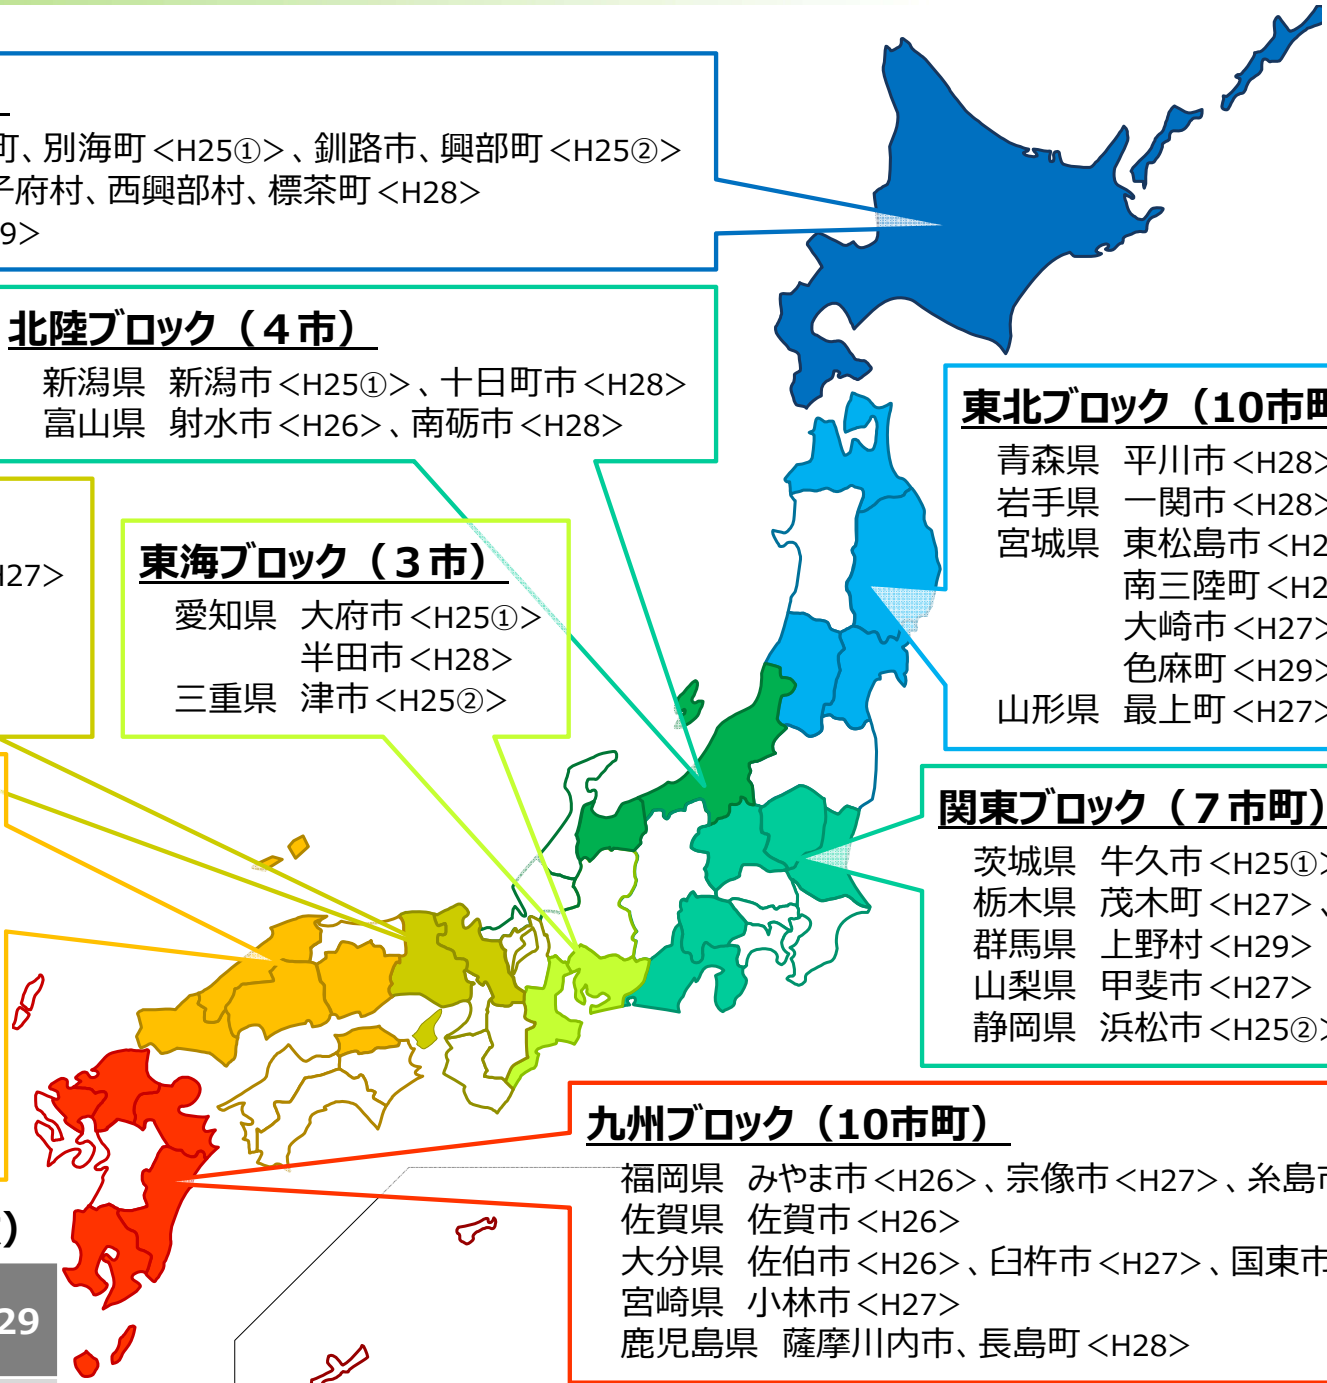 町、別海町<H25①>、釧路市、興部町<H25②>
子府村、西興部村、標茶町<H28>
9>
北陸ブロック（４市）
新潟県 新潟市<H25①>、十日町市<H28>
富山県 射水市<H26>、南砺市<H28>
東北ブロック（10市町
青森県 平川市<H28>
岩手県 一関市<H28>
宮城県 東松島市<H2
南三陸町<H2
大崎市<H27>
色麻町<H29>
山形県 最上町<H27>
H27>
東海ブロック（３市）
愛知県 大府市<H25①>
半田市<H28>
三重県 津市<H25②>
関東ブロック（７市町）
茨城県 牛久市<H25①>
栃木県 茂木町<H27>、
群馬県 上野村<H29>
山梨県 甲斐市<H27>
静岡県 浜松市<H25②>
九州ブロック（10市町）
福岡県 みやま市<H26>、宗像市<H27>、糸島市
佐賀県 佐賀市<H26>
大分県 佐伯市<H26>、臼杵市<H27>、国東市
宮崎県 小林市<H27>
鹿児島県 薩摩川内市、長島町<H28>
)
29